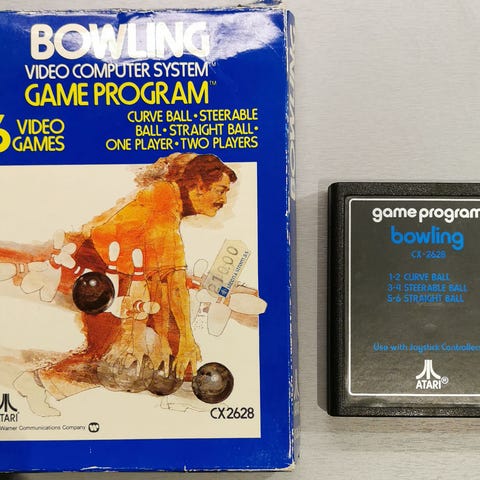 BOWLING
VIDEO COMPUTER SYSTEM™
GAME PROGRAM™
6 VIDEO GAMES
CURVE BALL • STEERABLE
BALL • STRAIGHT BALL •
ONE PLAYER • TWO PLAYERS
210.00
ATARI
Warner Communications Company
CX2628
game program
bowling
CX-2628
1-2 CURVE BALL
3-4 STEERABLE BALL
5-6 STRAIGHT BALL
Use with Joystick Controllers
ATARI®